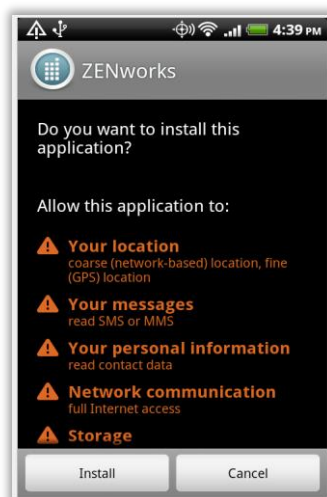 4:39 PM
ZENworks
Do you want to install this
application?
Allow this application to:
Your location
coarse (network-based) location, fine
(GPS) location
Your messages
read SMS or MMS
Your personal information
read contact data
Network communication
full Internet access
Storage
Install
Cancel